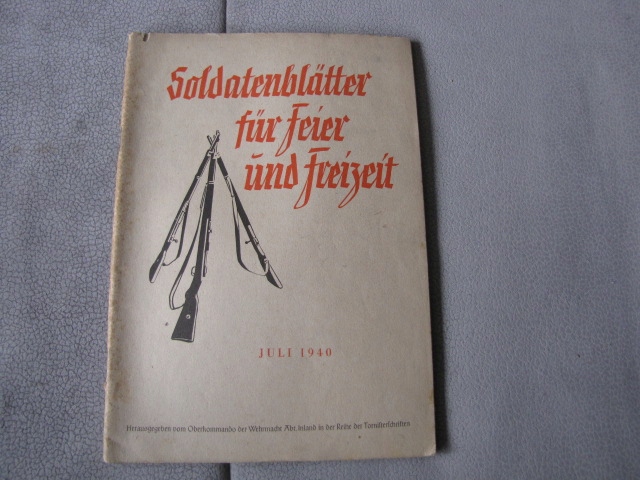 Soldatenblätter
für Feier
und Freizeit
JULI 1940
Herausgegeben vom Oberkommando der Wehrmacht Abt. Inland in der Reihe der Tornisterschriften